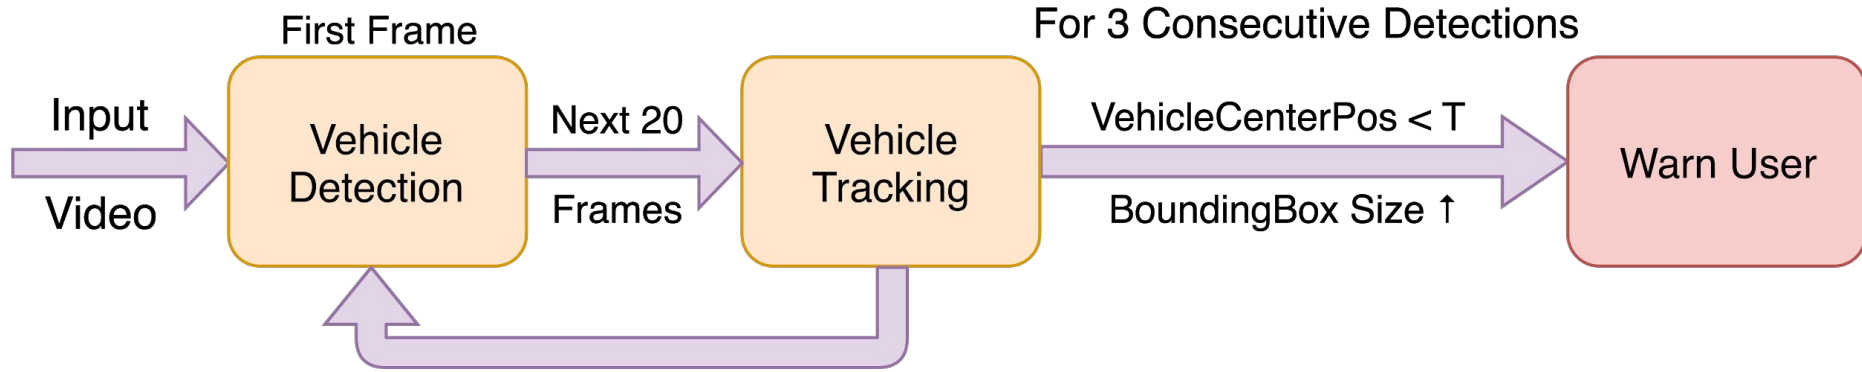 First Frame
For 3 Consecutive Detections
Input
Video
Vehicle
Detection
Next 20
Frames
Vehicle
Tracking
VehicleCenterPos < T
BoundingBox Size ↑
Warn User